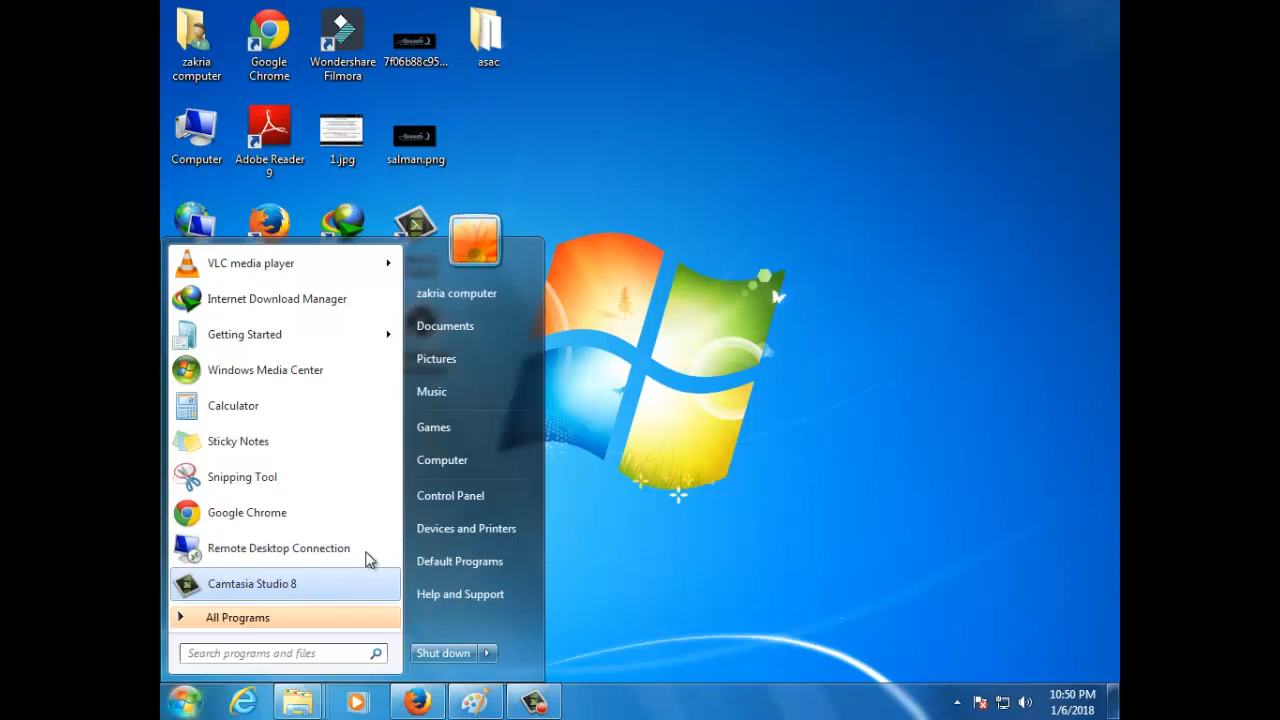 zakria
computer
Google
Chrome
Wondershare
Filmora
7f06b88c95...
asac
Computer
Adobe Reader
9
1.jpg
salman.png
VLC media player
Internet Download Manager
Getting Started
Windows Media Center
Calculator
Sticky Notes
Snipping Tool
Google Chrome
Remote Desktop Connection
Camtasia Studio 8
All Programs
Search programs and files
zakria computer
Documents
Pictures
Music
Games
Computer
Control Panel
Devices and Printers
Default Programs
Help and Support
Shut down
10:50 PM
1/6/2018